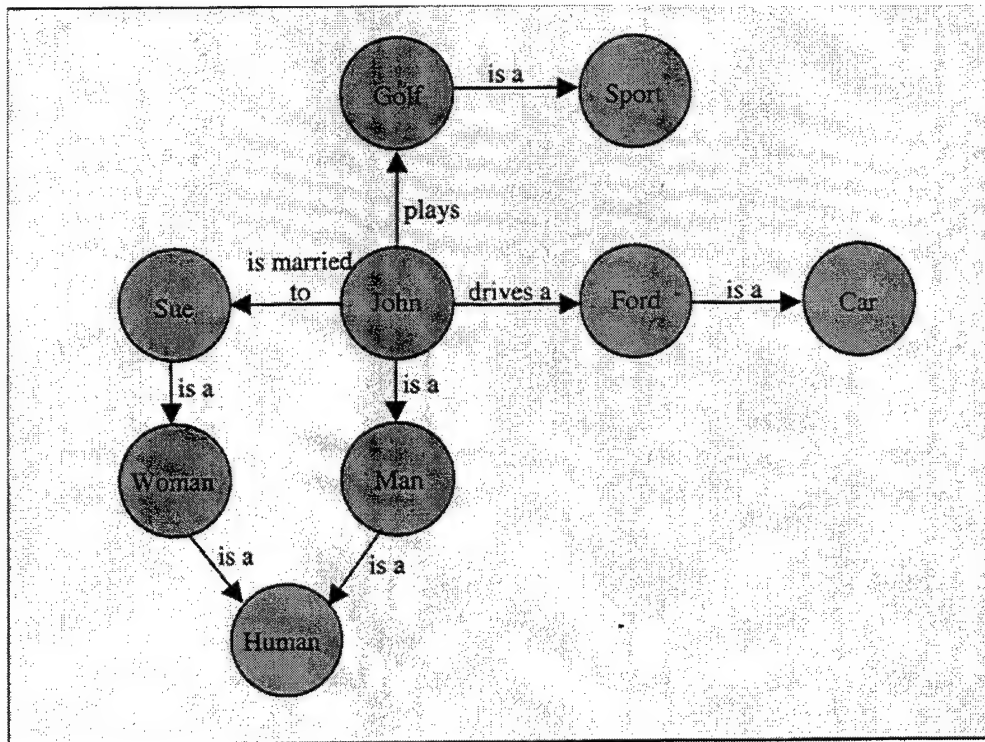 Golf
is a
Sport
plays
is married
to
Sue
John
drives a
Ford
is a
Car
is a
is a
Woman
Man
is a
is a
Human